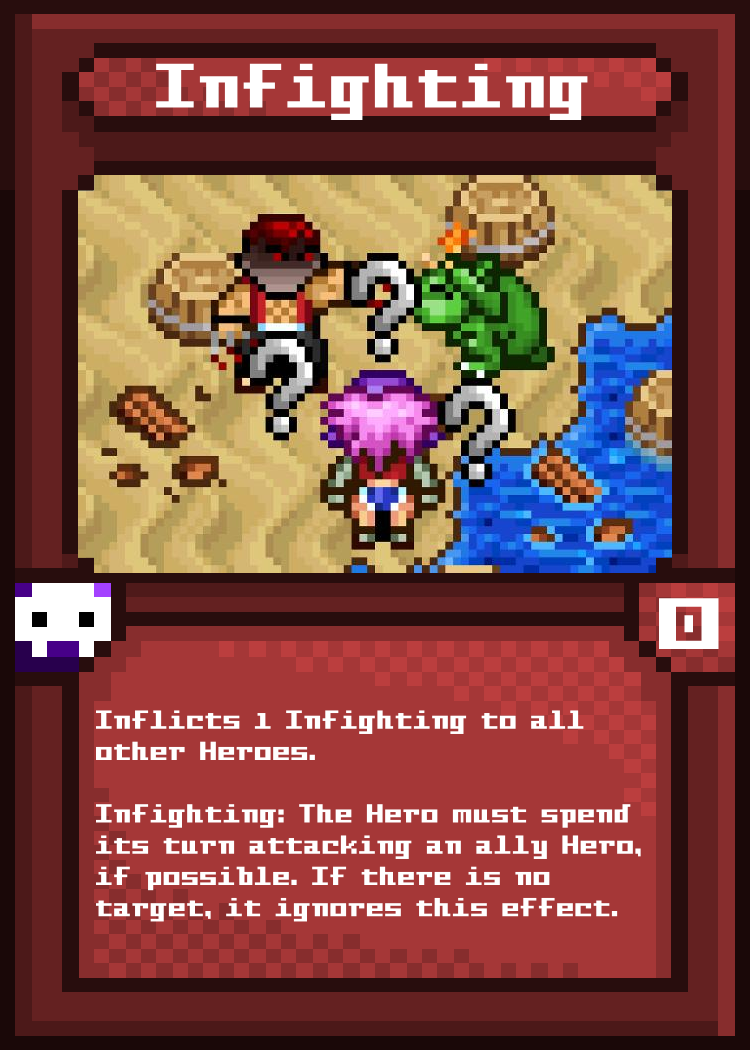 Infighting
?
?
?
0
Inflicts 1 Infighting to all
other Heroes.
Infighting: The Hero must spend
its turn attacking an ally Hero,
if possible. If there is no
target, it ignores this effect.